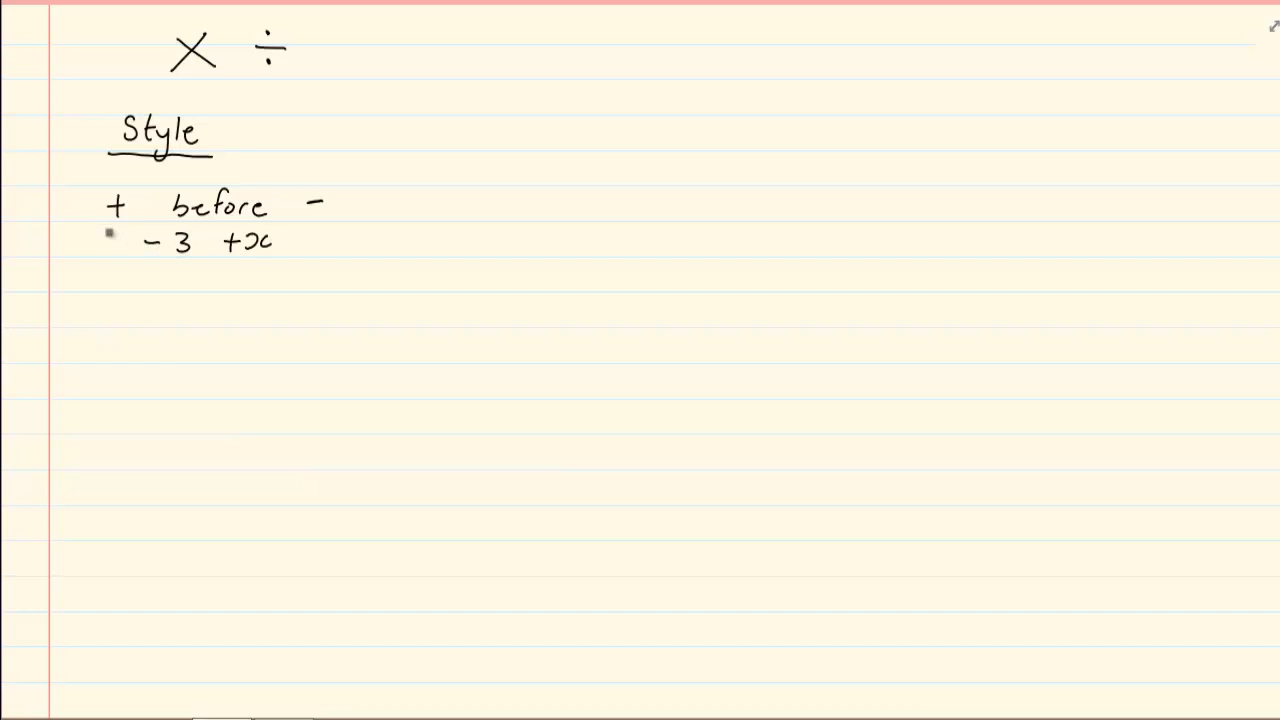 × ÷
Style
+ before -
- 3 +x